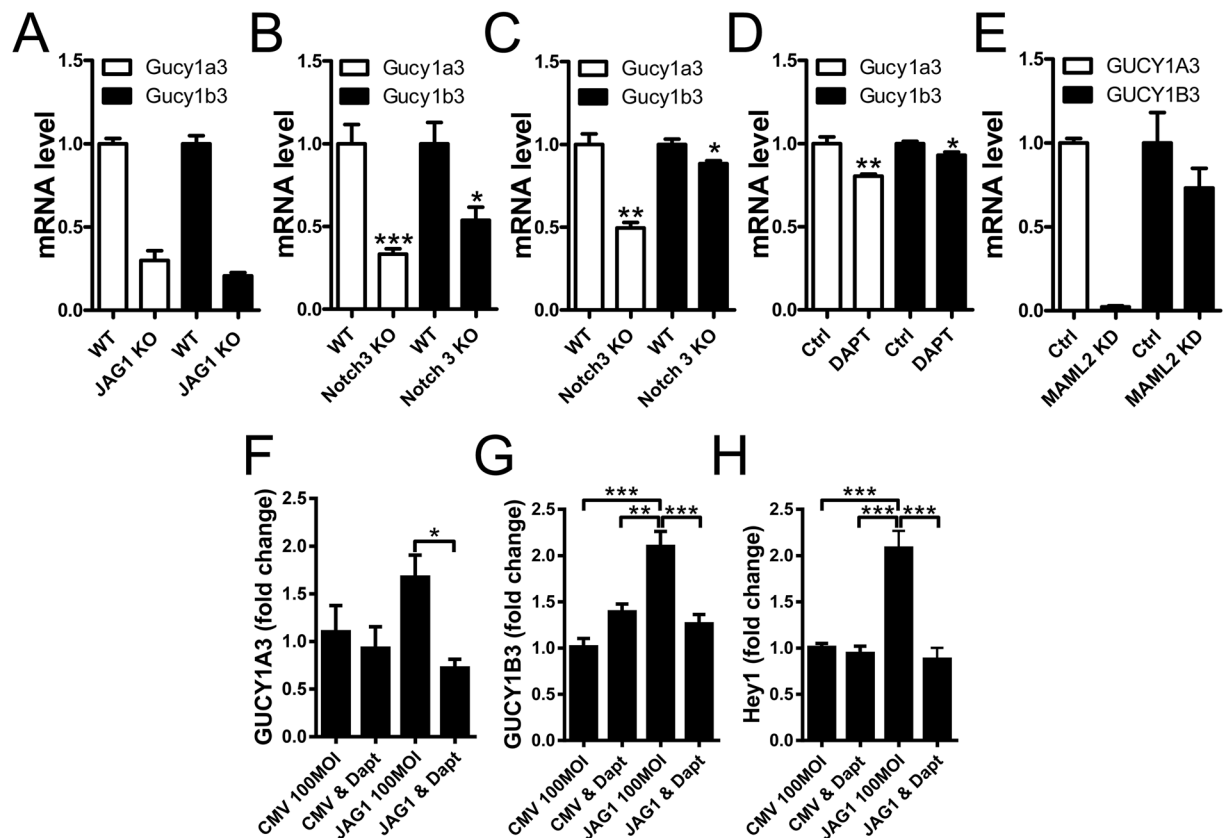 A
Gucy1a3
Gucy1b3
mRNA level
1.5
1.0
0.5
0.0
WT
JAG1 KO
WT
JAG1 KO
B
Gucy1a3
Gucy1b3
mRNA level
1.5
1.0
0.5
0.0
***
*
WT
Notch3 KO
WT
Notch 3 KO
C
Gucy1a3
Gucy1b3
mRNA level
1.5
1.0
0.5
0.0
**
*
WT
Notch3 KO
WT
Notch 3 KO
D
Gucy1a3
Gucy1b3
mRNA level
1.5
1.0
0.5
0.0
**
*
Ctrl
DAPT
Ctrl
DAPT
E
GUCY1A3
GUCY1B3
mRNA level
1.5
1.0
0.5
0.0
Ctrl
MAML2 KD
Ctrl
MAML2 KD
F
GUCY1A3 (fold change)
2.5
2.0
1.5
1.0
0.5
0.0
*
CMV 100MOI
CMV & Dapt
JAG1 100MOI
JAG1 & Dapt
G
GUCY1B3 (fold change)
2.5
2.0
1.5
1.0
0.5
0.0
***
**
***
CMV 100MOI
CMV & Dapt
JAG1 100MOI
JAG1 & Dapt
H
Hey1 (fold change)
2.5
2.0
1.5
1.0
0.5
0.0
***
***
***
CMV 100MOI
CMV & Dapt
JAG1 100MOI
JAG1 & Dapt